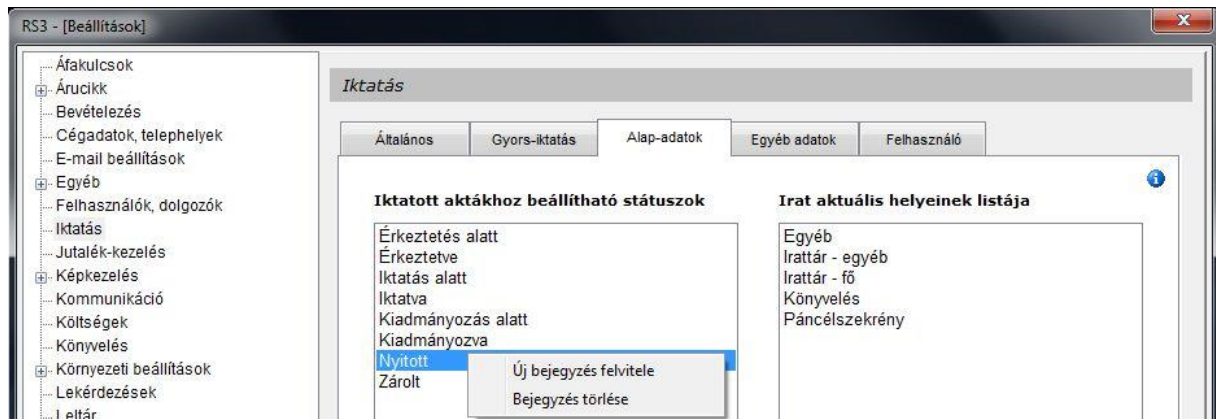 RS3 - [Beállítások]
Áfakulcsok
Árucikk
Bevételezés
Cégadatok, telephelyek
E-mail beállítások
Egyéb
Felhasználók, dolgozók
Iktatás
Jutalék-kezelés
Képkezelés
Kommunikáció
Költségek
Könyvelés
Környezeti beállítások
Lekérdezések
Leltár
Iktatás
Általános Gyors-iktatás Alap-adatok Egyéb adatok Felhasználó
Iktatott aktákhoz beállítható státuszok
Érkeztetés alatt
Érkeztetve
Iktatás alatt
Iktatva
Kiadmányozás alatt
Kiadmányozva
Nyitott
Zárolt
Új bejegyzés felvitele
Bejegyzés törlése
Irat aktuális helyeinek listája
Egyéb
Irattár - egyéb
Irattár - fő
Könyvelés
Páncélszekrény